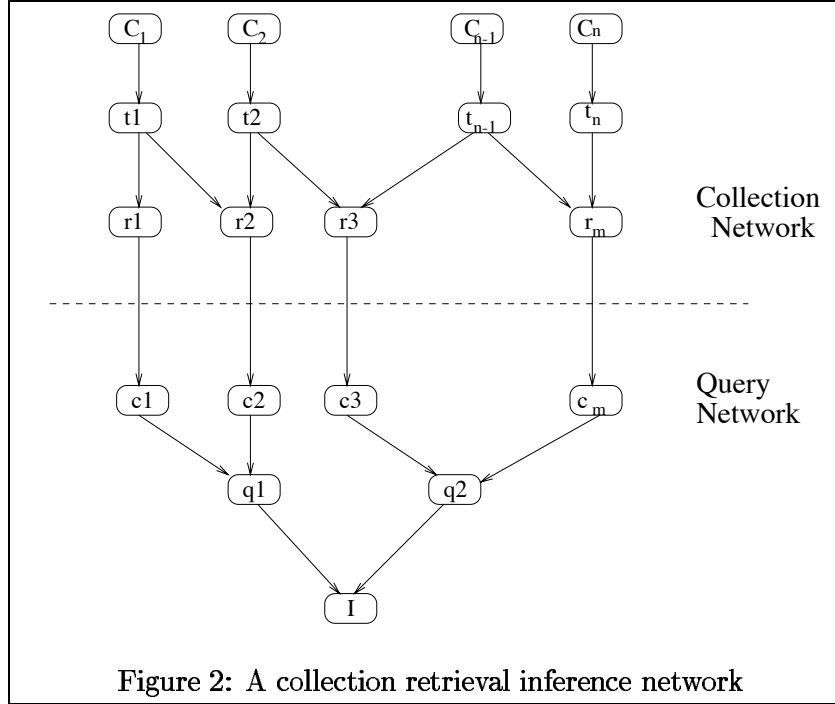 C1 C2 Cn-1 Cn
t1 t2 tn-1 tn
Collection
Network
r1 r2 r3 rm
Query
Network
c1 c2 c3 cm
q1 q2
I
Figure 2: A collection retrieval inference network